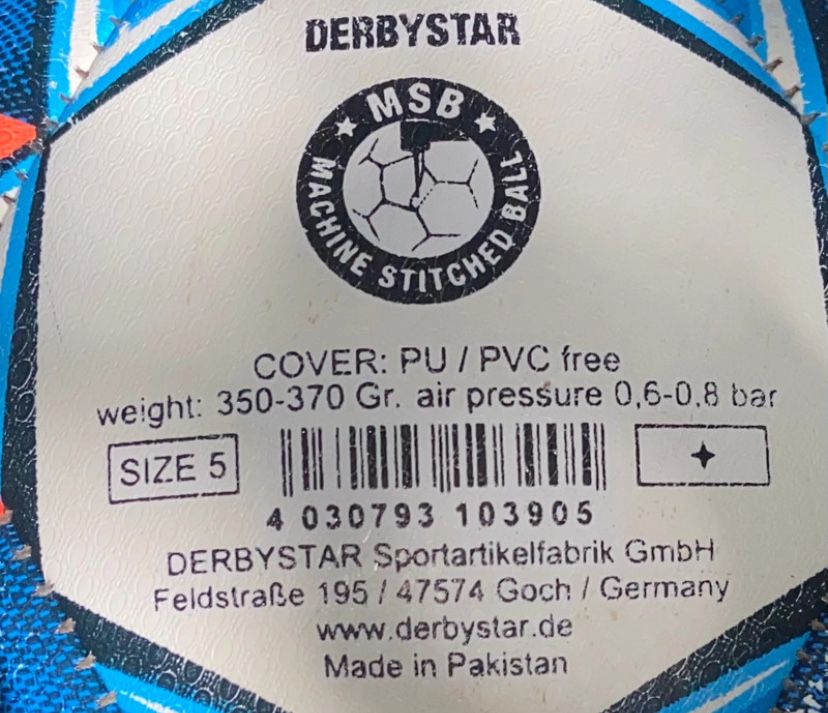 DERBYSTAR
MSB
MACHINE STITCHED BALL
COVER: PU / PVC free
weight: 350-370 Gr. air pressure 0,6-0,8 bar
SIZE 5
4 030793 103905
DERBYSTAR Sportartikelfabrik GmbH
Feldstraße 195 / 47574 Goch / Germany
www.derbystar.de
Made in Pakistan